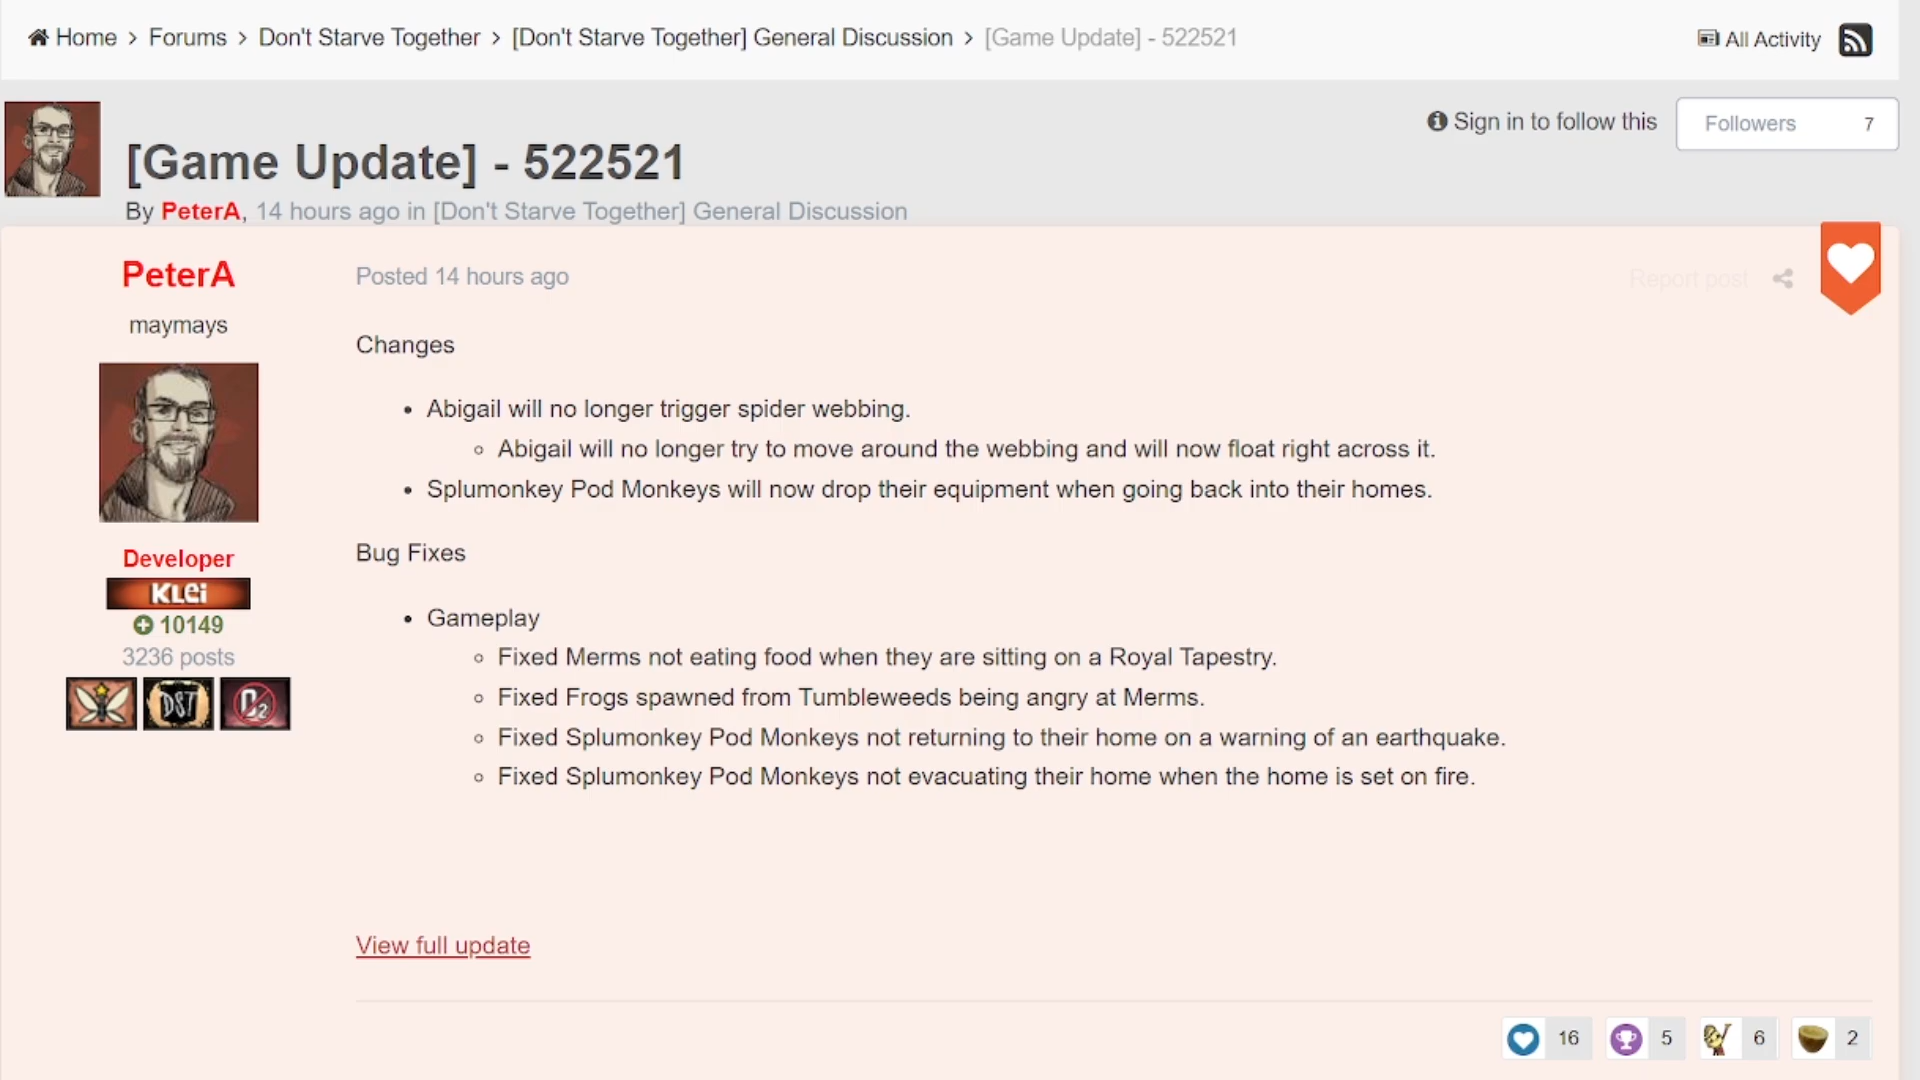 Home > Forums > Don't Starve Together > [Don't Starve Together] General Discussion > [Game Update] - 522521
All Activity
[Game Update] - 522521
By PeterA, 14 hours ago in [Don't Starve Together] General Discussion
Sign in to follow this
Followers 7
PeterA
maymays
Developer
KLei
10149
3236 posts
DST
Posted 14 hours ago
Report post
Changes
• Abigail will no longer trigger spider webbing.
◦ Abigail will no longer try to move around the webbing and will now float right across it.
• Splumonkey Pod Monkeys will now drop their equipment when going back into their homes.
Bug Fixes
• Gameplay
◦ Fixed Merms not eating food when they are sitting on a Royal Tapestry.
◦ Fixed Frogs spawned from Tumbleweeds being angry at Merms.
◦ Fixed Splumonkey Pod Monkeys not returning to their home on a warning of an earthquake.
◦ Fixed Splumonkey Pod Monkeys not evacuating their home when the home is set on fire.
View full update
16 5 6 2